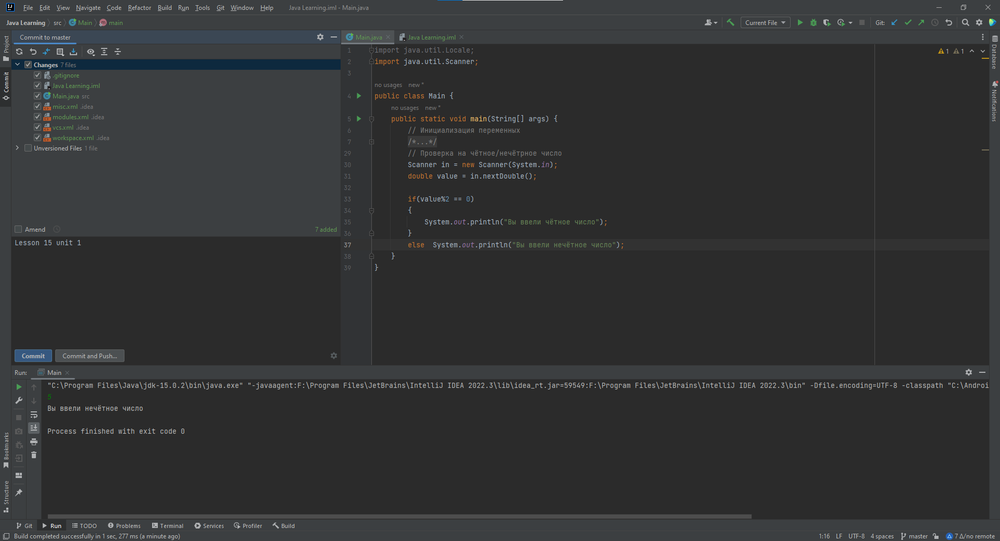 File Edit View Navigate Code Refactor Build Run Tools Git Window Help Java Learning.iml - Main.java
Java Learning src Main main Current File Git:
Project
Commit
Bookmarks
Structure
Commit to master
Changes 7 files
.gitignore
Java Learning.iml
Main.java src
misc.xml .idea
modules.xml .idea
vcs.xml .idea
workspace.xml .idea
Unversioned Files 1 file
Amend 7 added
Lesson 15 unit 1
Commit Commit and Push...
Main.java Java Learning.iml
1 import java.util.Locale;
2 import java.util.Scanner;
3
no usages new *
4 public class Main {
no usages new *
5 public static void main(String[] args) {
6 // Инициализация переменных
7 /*...*/
29 // Проверка на чётное/нечётрное число
30 Scanner in = new Scanner(System.in);
31 double value = in.nextDouble();
32
33 if(value%2 == 0)
34 {
35 System.out.println("Вы ввели чётное число");
36 }
37 else System.out.println("Вы ввели нечётное число");
38 }
39 }
1 1
Database
Notifications
Run: Main
"C:\Program Files\Java\jdk-15.0.2\bin\java.exe" "-javaagent:F:\Program Files\JetBrains\IntelliJ IDEA 2022.3\lib\idea_rt.jar=59549:F:\Program Files\JetBrains\IntelliJ IDEA 2022.3\bin" -Dfile.encoding=UTF-8 -classpath "C:\Androi
5
Вы ввели нечётное число
Process finished with exit code 0
Git Run TODO Problems Terminal Services Profiler Build
Build completed successfully in 1 sec, 277 ms (a minute ago) 1:16 LF UTF-8 4 spaces master 7 Δ/no remote